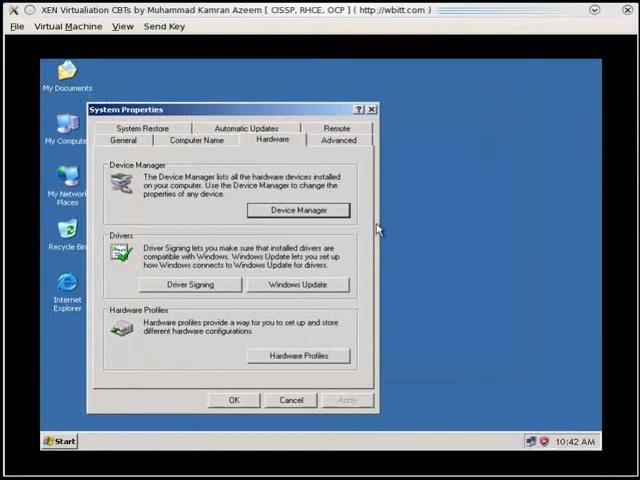 XEN Virtualiation CBTs by Muhammad Kamran Azeem [ CISSP, RHCE, OCP ] ( http://wbitt.com )
File Virtual Machine View Send Key
My Documents
My Compute
My Network
Places
Recycle Bin
Internet
Explorer
System Properties
System Restore Automatic Updates Remote
General Computer Name Hardware Advanced
Device Manager
The Device Manager lists all the hardware devices installed
on your computer. Use the Device Manager to change the
properties of any device.
Device Manager
Drivers
Driver Signing lets you make sure that installed drivers are
compatible with Windows. Windows Update lets you set up
how Windows connects to Windows Update for drivers.
Driver Signing Windows Update
Hardware Profiles
Hardware profiles provide a way for you to set up and store
different hardware configurations.
Hardware Profiles
OK Cancel Apply
Start 10:42 AM